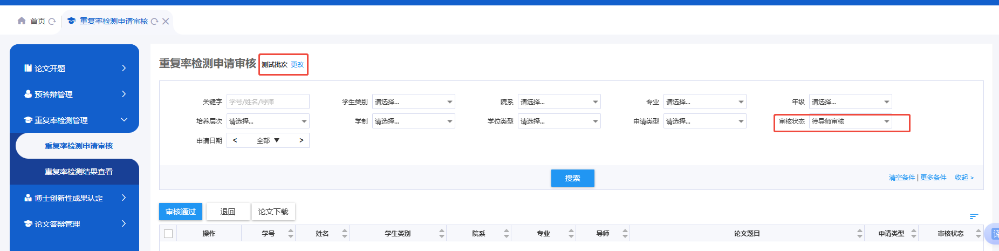 首页
重复率检测申请审核
论文开题
预答辩管理
重复率检测管理
重复率检测申请审核
重复率检测结果查看
博士创新性成果认定
论文答辩管理
重复率检测申请审核 测试批次 更改
关键字 学号/姓名/导师 学生类别 请选择... 院系 请选择... 专业 请选择... 年级 请选择...
培养层次 请选择... 学制 请选择... 学位类型 请选择... 申请类型 请选择... 审核状态 待导师审核
申请日期 < 全部 >
搜索 清空条件 | 更多条件 收起 >
审核通过 退回 论文下载
操作 学号 姓名 学生类别 院系 专业 导师 论文题目 申请类型 审核状态
译